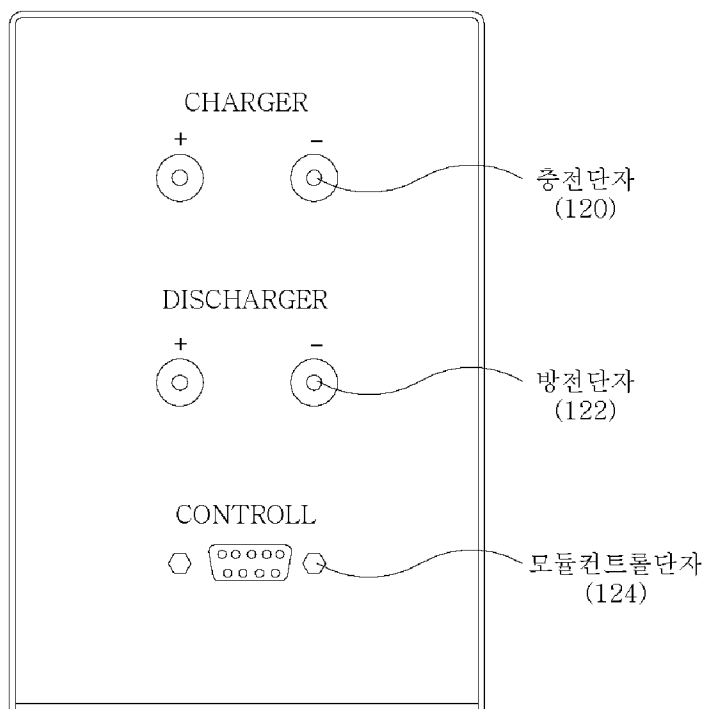 CHARGER
+ −
충전단자
(120)
DISCHARGER
+ −
방전단자
(122)
CONTROLL
모듈컨트롤단자
(124)